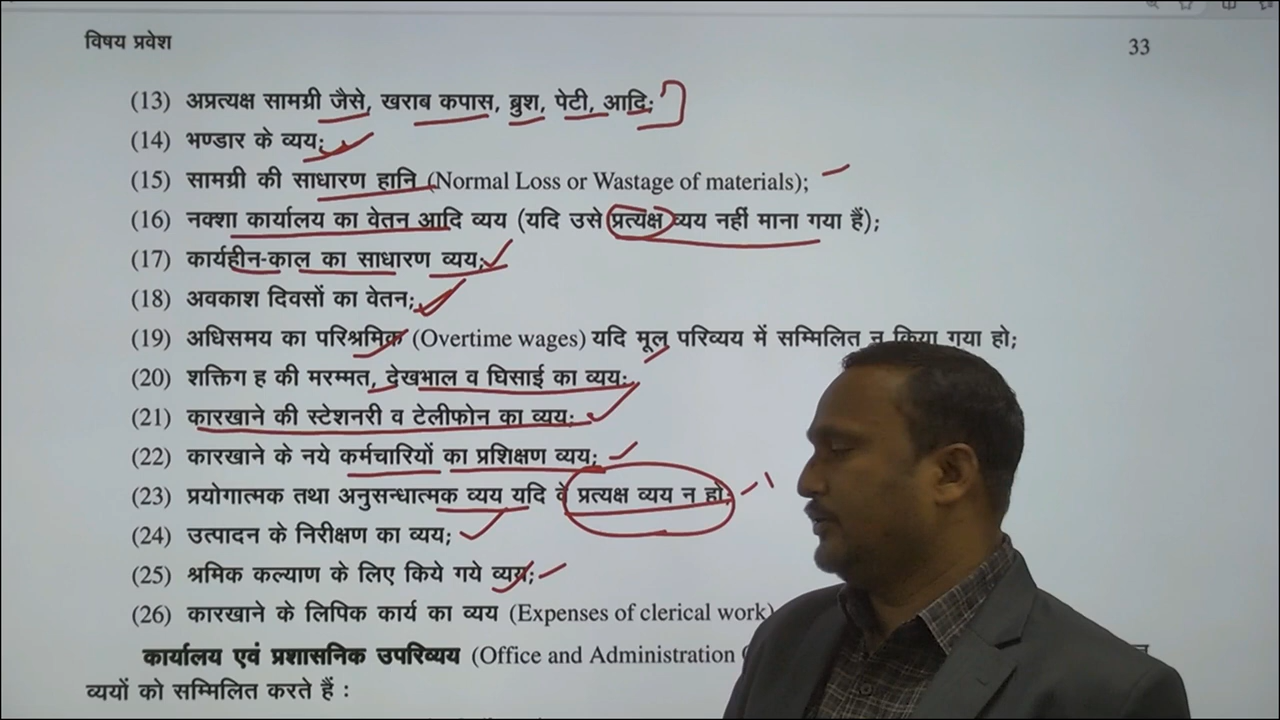 विषय प्रवेश 33
(13) अप्रत्यक्ष सामग्री जैसे, खराब कपास, ब्रुश, पेटी, आदि;
(14) भण्डार के व्यय;
(15) सामग्री की साधारण हानि (Normal Loss or Wastage of materials);
(16) नक्शा कार्यालय का वेतन आदि व्यय (यदि उसे प्रत्यक्ष व्यय नहीं माना गया हैं);
(17) कार्यहीन-काल का साधारण व्यय;
(18) अवकाश दिवसों का वेतन;
(19) अधिसमय का परिश्रमिक (Overtime wages) यदि मूल परिव्यय में सम्मिलित न किया गया हो;
(20) शक्तिग ह की मरम्मत, देखभाल व घिसाई का व्यय;
(21) कारखाने की स्टेशनरी व टेलीफोन का व्यय;
(22) कारखाने के नये कर्मचारियों का प्रशिक्षण व्यय;
(23) प्रयोगात्मक तथा अनुसन्धात्मक व्यय यदि वे प्रत्यक्ष व्यय न हो;
(24) उत्पादन के निरीक्षण का व्यय;
(25) श्रमिक कल्याण के लिए किये गये व्यय;
(26) कारखाने के लिपिक कार्य का व्यय (Expenses of clerical work)
कार्यालय एवं प्रशासनिक उपरिव्यय (Office and Administration
व्ययों को सम्मिलित करते हैं :